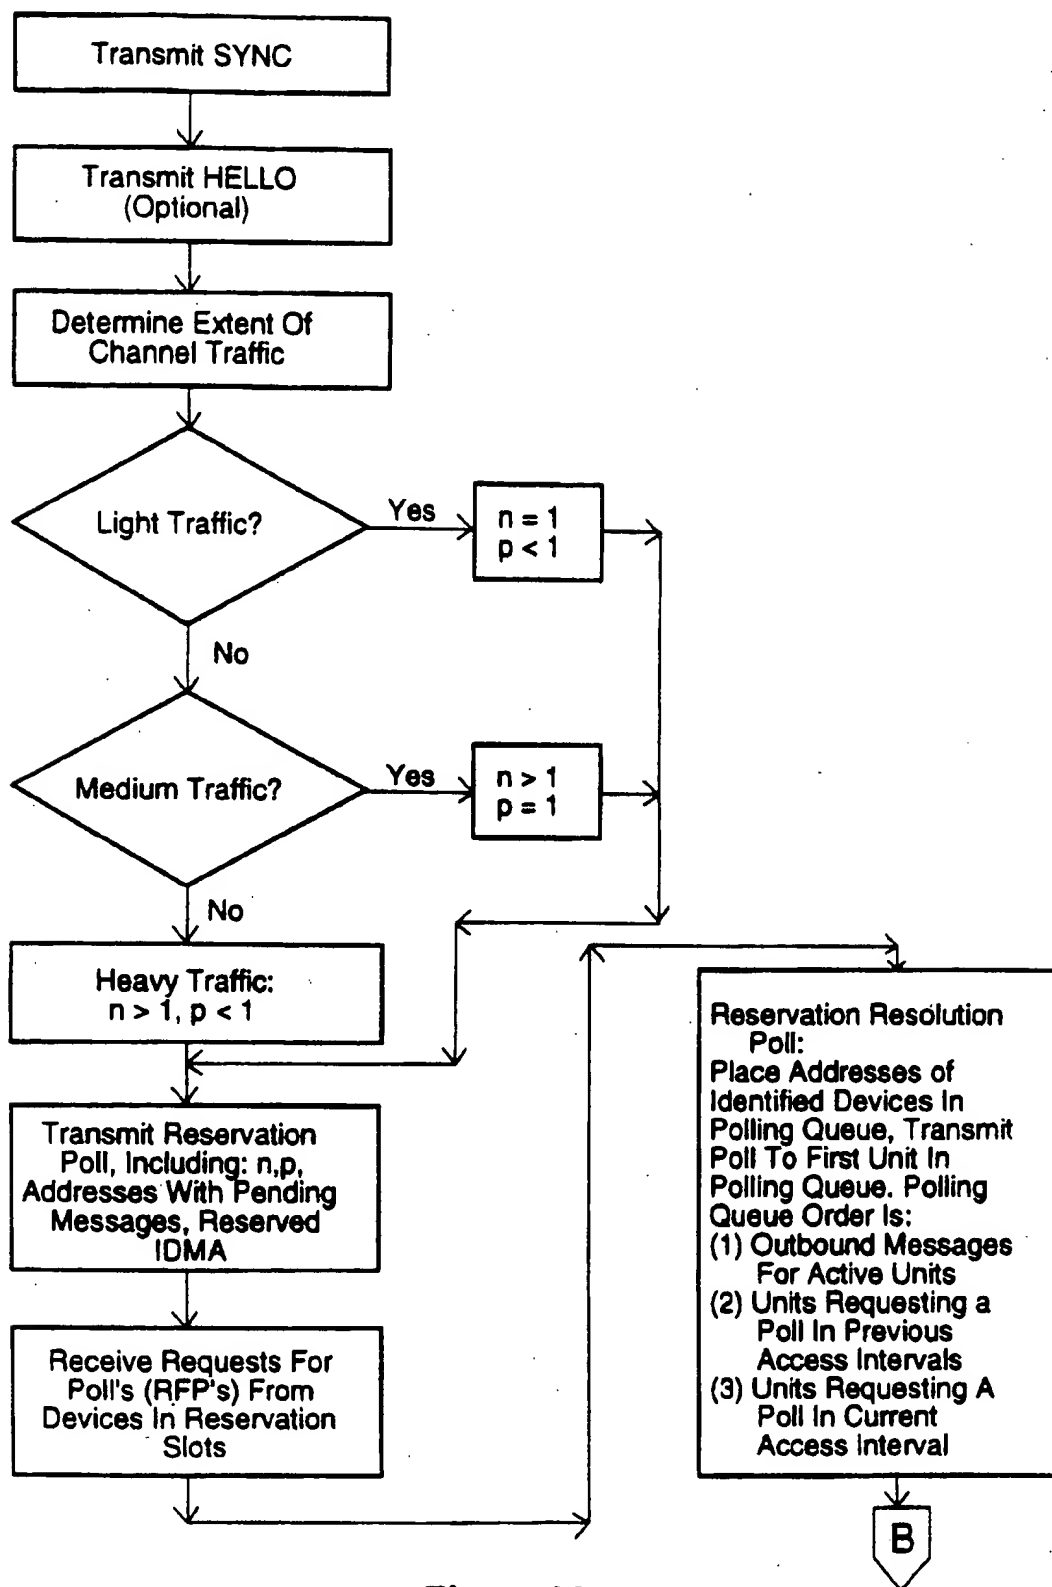 Transmit SYNC
Transmit HELLO
(Optional)
Determine Extent Of
Channel Traffic
Light Traffic?
Yes
n = 1
p < 1
No
Medium Traffic?
Yes
n > 1
p = 1
No
Heavy Traffic:
n > 1, p < 1
Transmit Reservation
Poll, Including: n,p,
Addresses With Pending
Messages, Reserved
IDMA
Receive Requests For
Poll's (RFP's) From
Devices In Reservation
Slots
Reservation Resolution
Poll:
Place Addresses of
Identified Devices In
Polling Queue, Transmit
Poll To First Unit In
Polling Queue. Polling
Queue Order Is:
(1) Outbound Messages
For Active Units
(2) Units Requesting a
Poll In Previous
Access Intervals
(3) Units Requesting A
Poll In Current
Access Interval
B